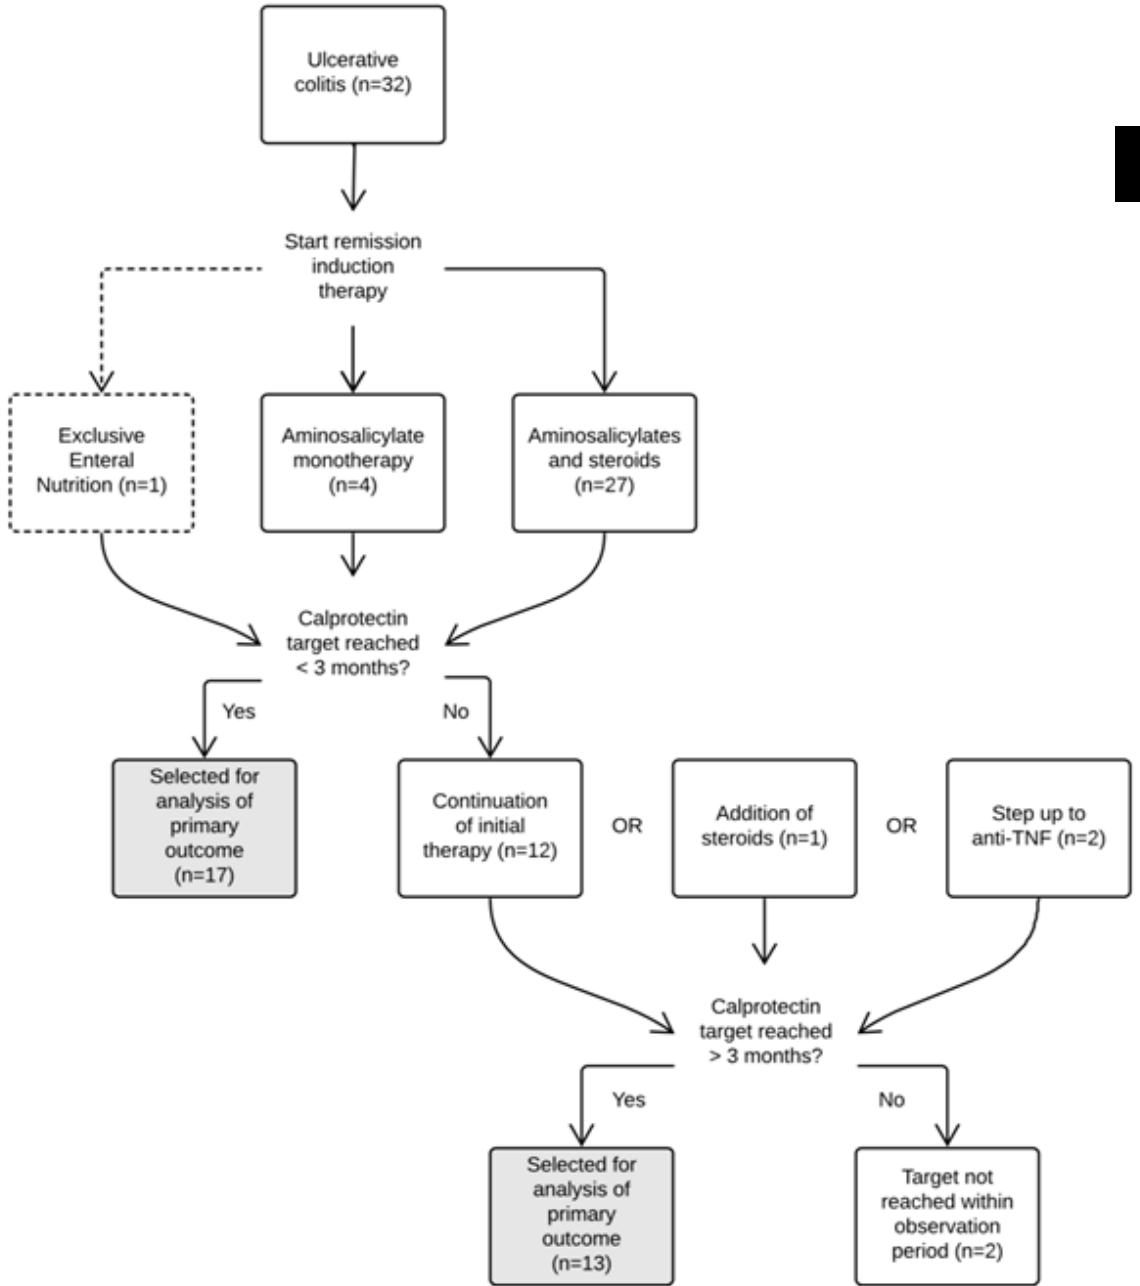 Ulcerative
colitis (n=32)
Start remission
induction
therapy
Exclusive
Enteral
Nutrition (n=1)
Aminosalicylate
monotherapy
(n=4)
Aminosalicylates
and steroids
(n=27)
Calprotectin
target reached
< 3 months?
Yes
No
Selected for
analysis of
primary
outcome
(n=17)
Continuation
of initial
therapy (n=12)
OR
Addition of
steroids (n=1)
OR
Step up to
anti-TNF (n=2)
Calprotectin
target reached
> 3 months?
Yes
No
Selected for
analysis of
primary
outcome
(n=13)
Target not
reached within
observation
period (n=2)